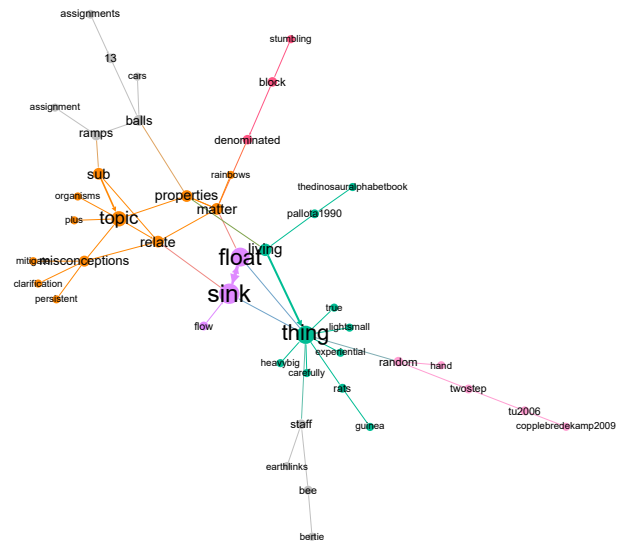 assignments
stumbling
13
cars
block
assignment
balls
ramps
denominated
sub
rainbows
thedinosauralphabetbook
organisms
properties
matter
pallota1990
plus
topic
relate
living
float
mitigate
misconceptions
clarification
sink
persistent
true
flow
lightsmall
thing
experiential
heavybig
carefully
random
hand
rats
twostep
tu2006
staff
guinea
copplebredekamp2009
earthlinks
bee
bertie